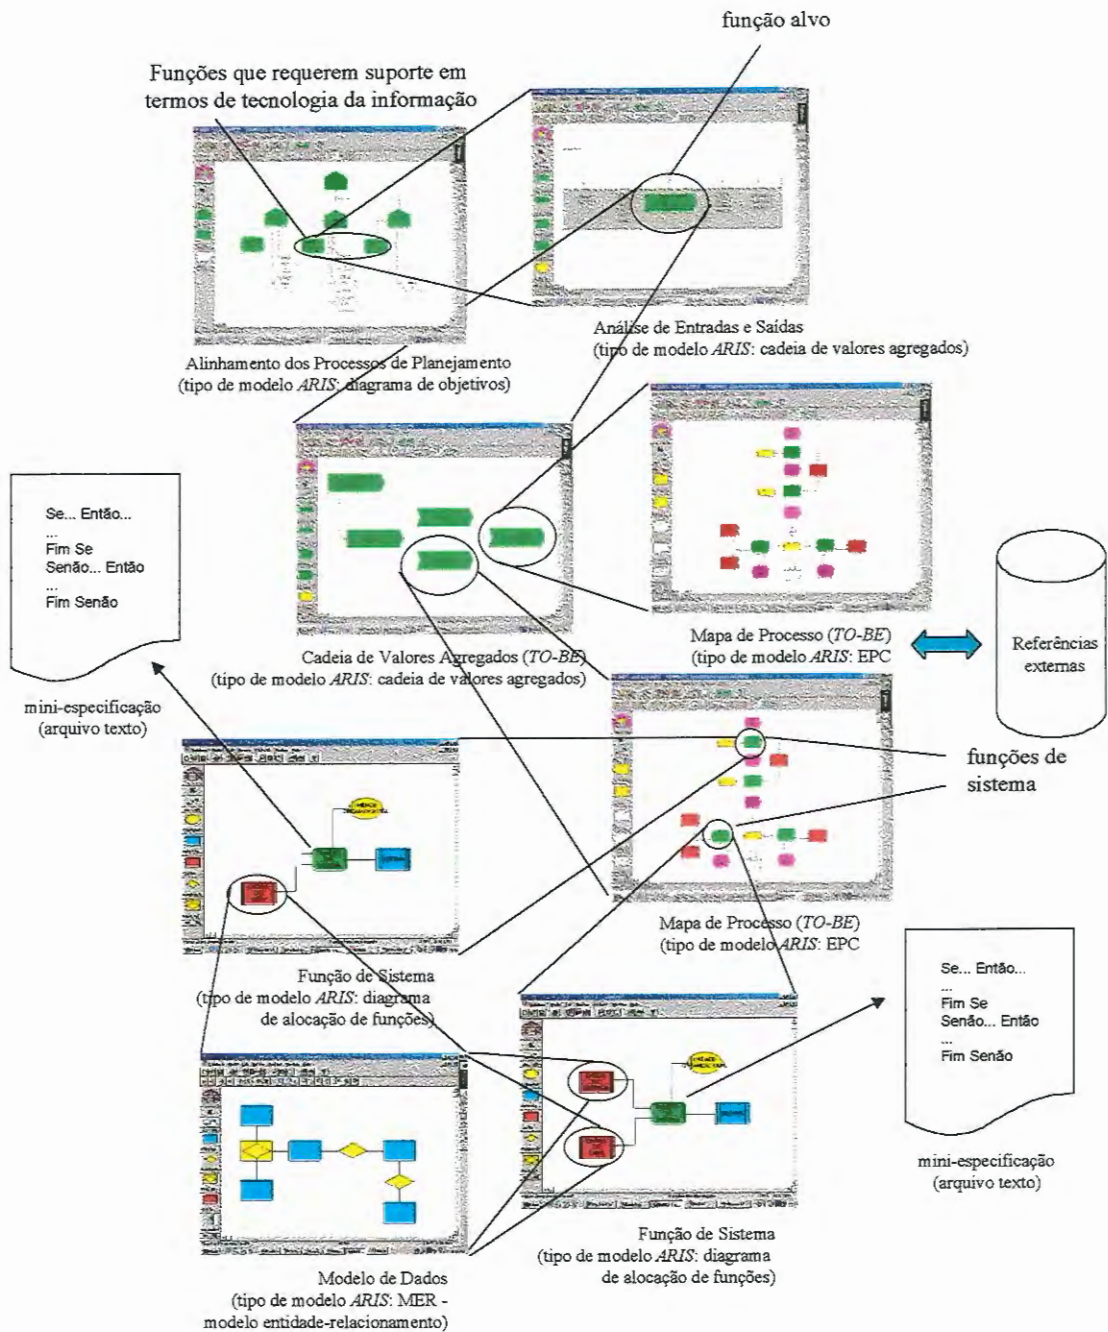 função alvo
Funções que requerem suporte em
termos de tecnologia da informação
Análise de Entradas e Saídas
(tipo de modelo ARIS: cadeia de valores agregados)
Alinhamento dos Processos de Planejamento
(tipo de modelo ARIS: diagrama de objetivos)
Se... Então...
...
Fim Se
Senão... Então
...
Fim Senão
mini-especificação
(arquivo texto)
Cadeia de Valores Agregados (TO-BE)
(tipo de modelo ARIS: cadeia de valores agregados)
Mapa de Processo (TO-BE)
(tipo de modelo ARIS: EPC
Referências
externas
funções de
sistema
Mapa de Processo (TO-BE)
(tipo de modelo ARIS: EPC
Função de Sistema
(tipo de modelo ARIS: diagrama
de alocação de funções)
Se... Então...
...
Fim Se
Senão... Então
...
Fim Senão
mini-especificação
(arquivo texto)
Função de Sistema
(tipo de modelo ARIS: diagrama
de alocação de funções)
Modelo de Dados
(tipo de modelo ARIS: MER -
modelo entidade-relacionamento)